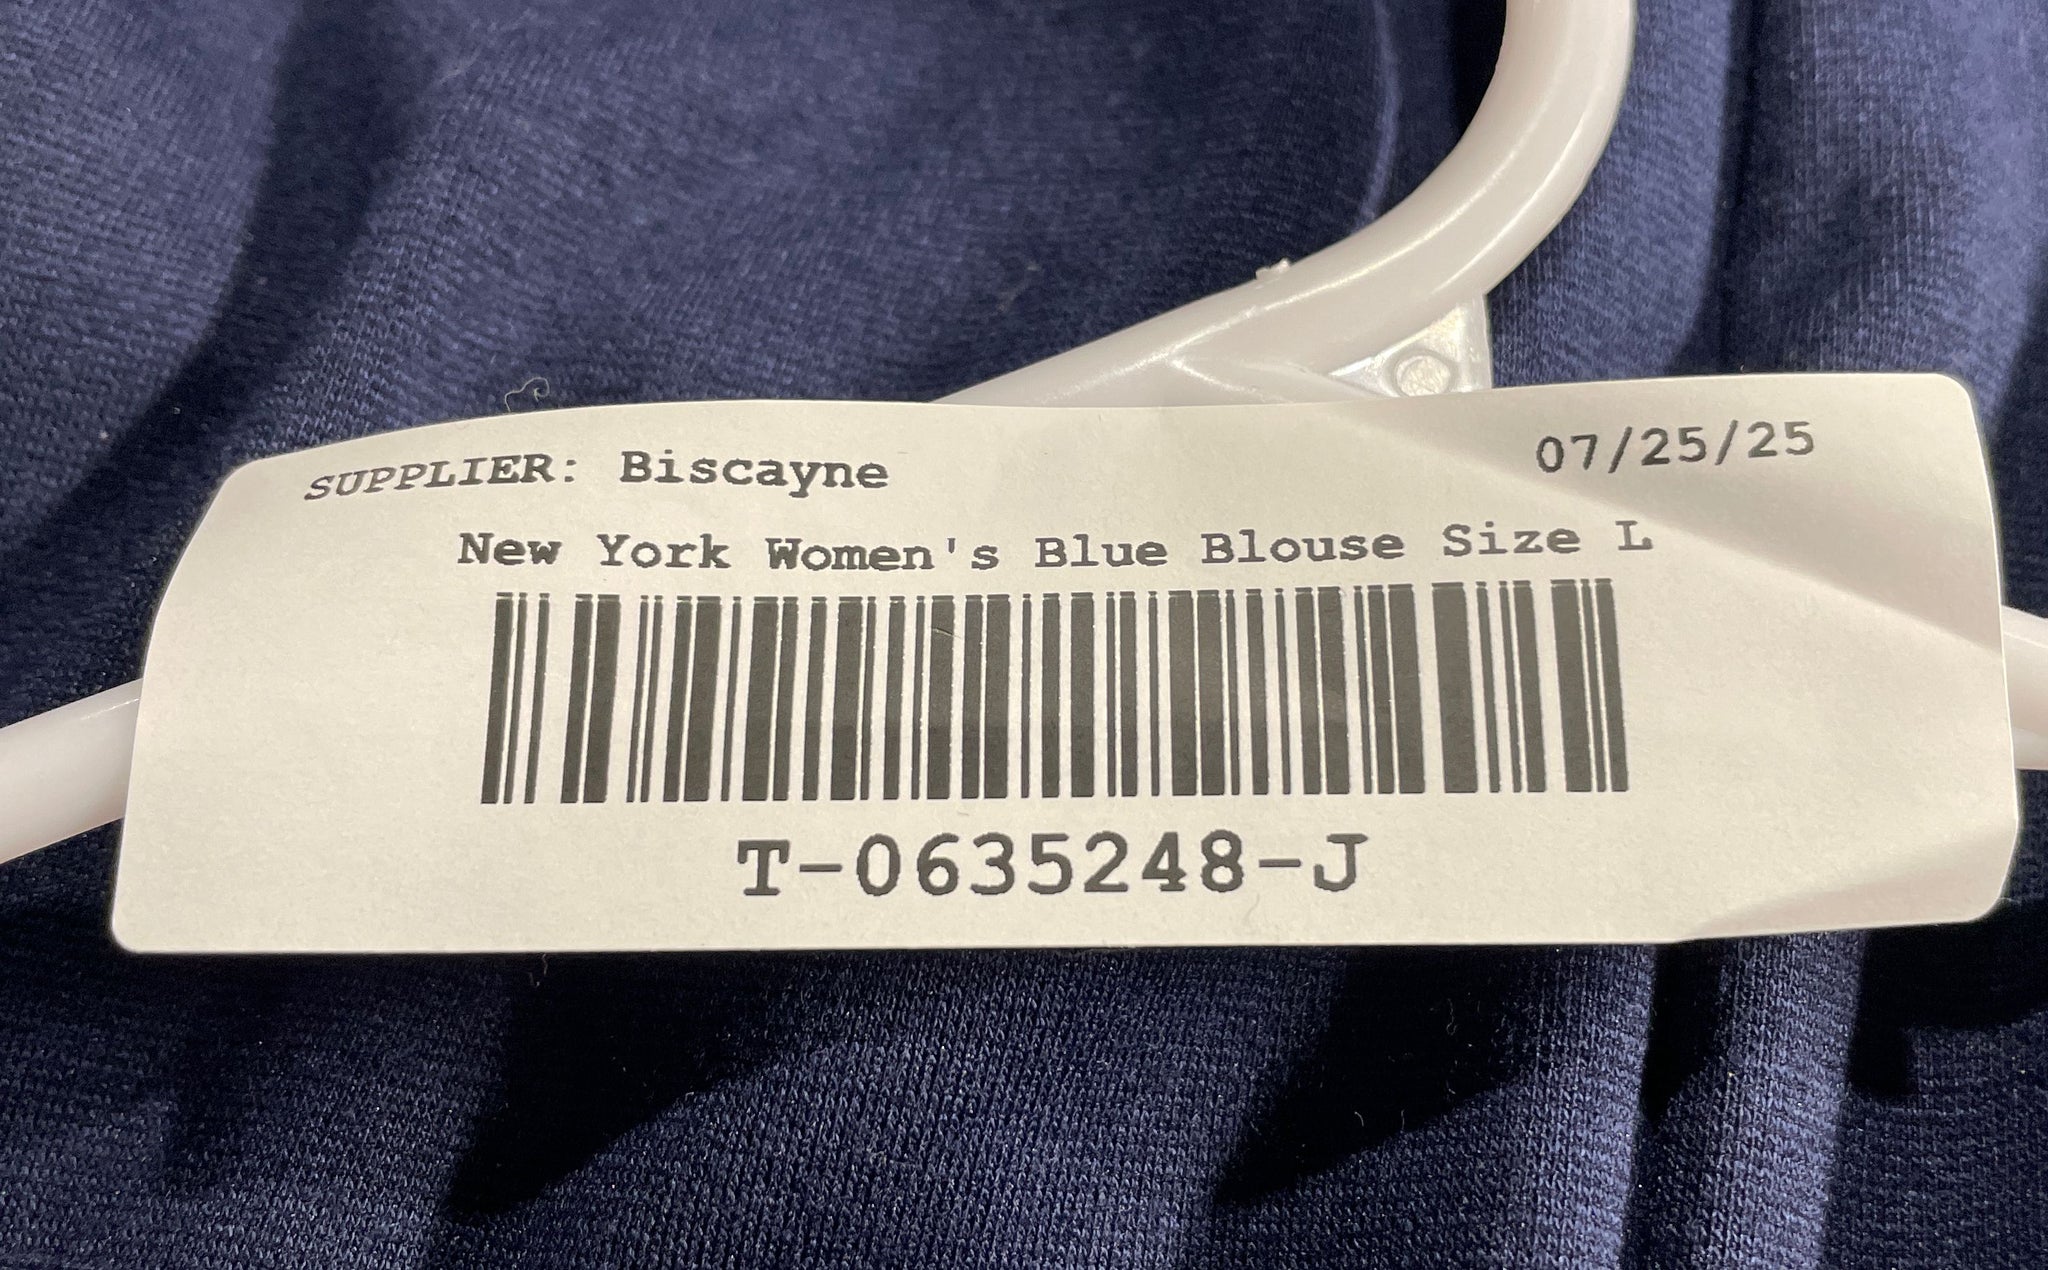 SUPPLIER: Biscayne 07/25/25
New York Women's Blue Blouse Size L
T-0635248-J